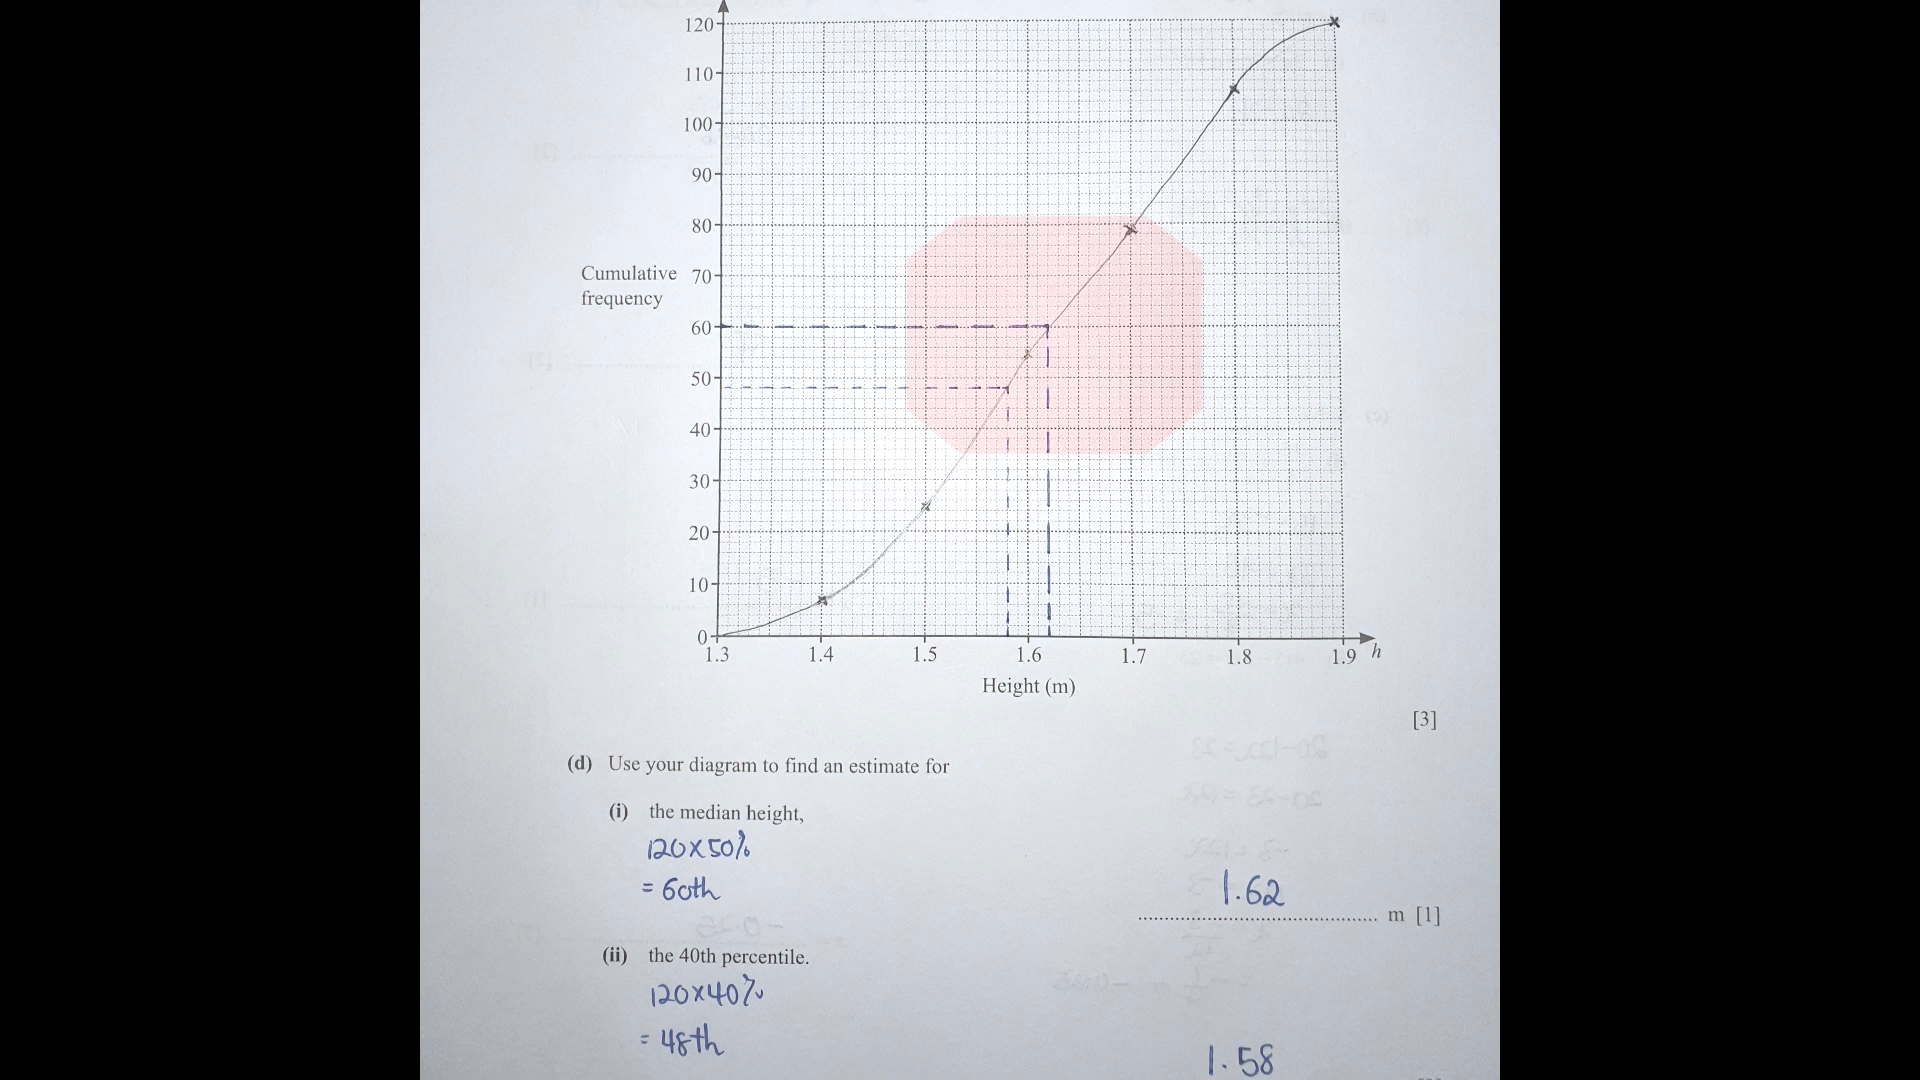 120
110
100
90
80
Cumulative
frequency
70
60
50
40
30
20
10
0
1.3 1.4 1.5 1.6 1.7 1.8 1.9 h
Height (m)
[3]
(d) Use your diagram to find an estimate for
(i) the median height,
120×50%
= 60th
1.62
m [1]
(ii) the 40th percentile.
120×40%
= 48th
1.58